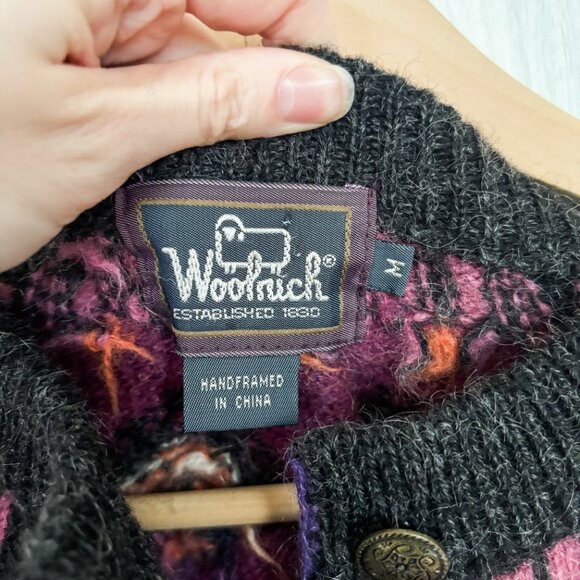 Woolrich®
ESTABLISHED 1830
M
HANDFRAMED
IN CHINA